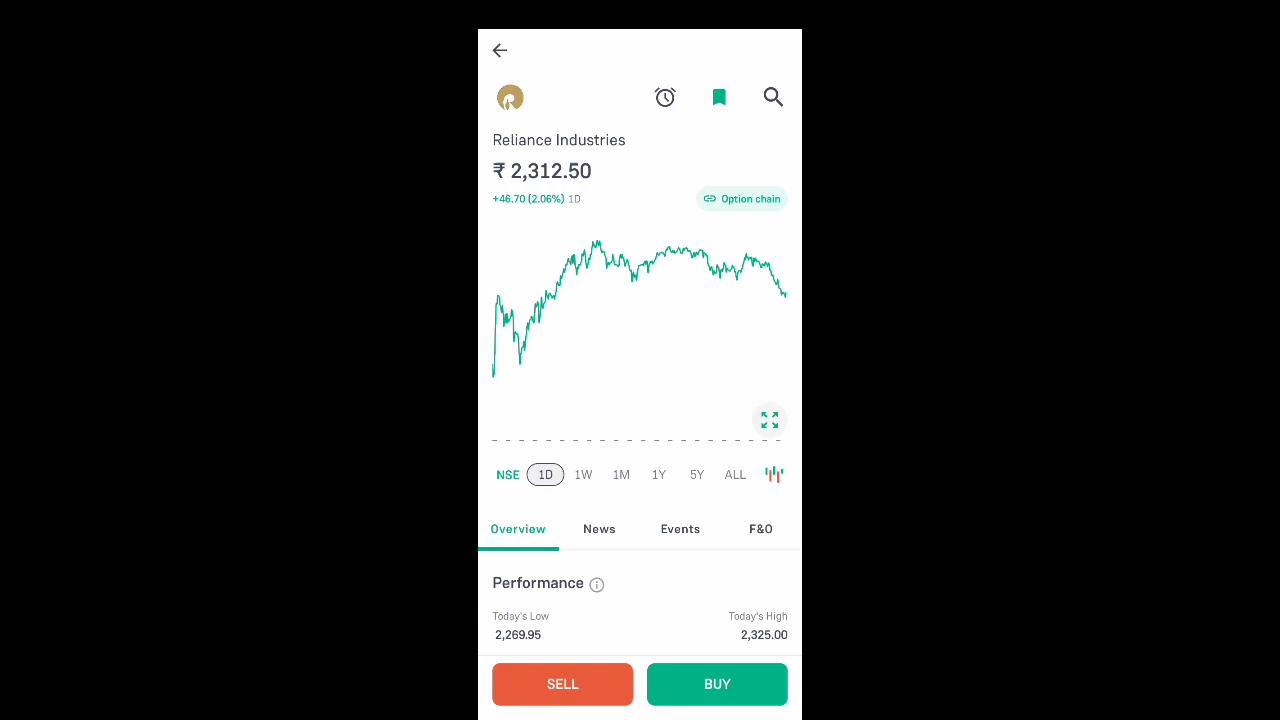 Reliance Industries
₹ 2,312.50
+46.70 (2.06%) 1D
Option chain
NSE 1D 1W 1M 1Y 5Y ALL
Overview News Events F&O
Performance
Today's Low Today's High
2,269.95 2,325.00
SELL BUY